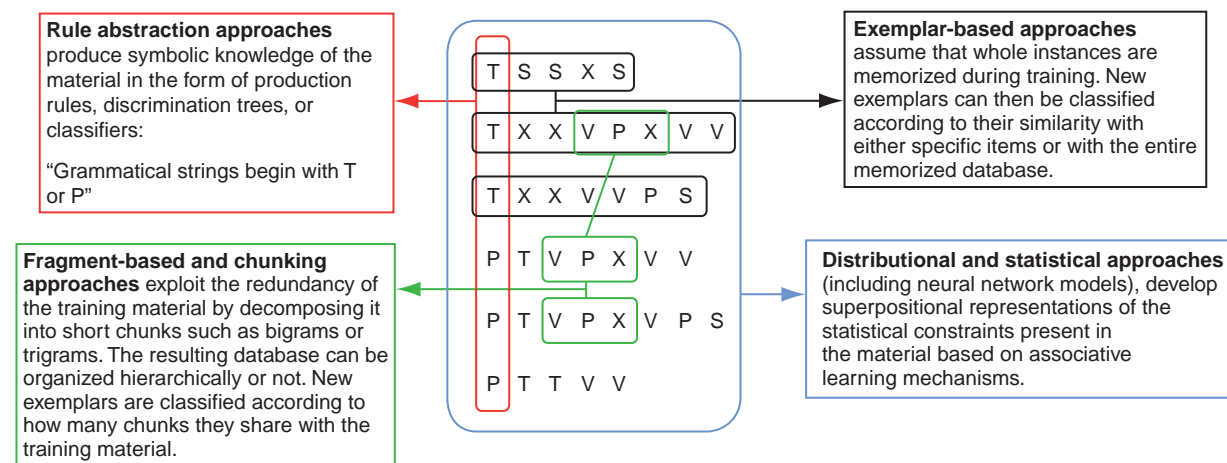 Rule abstraction approaches
produce symbolic knowledge of the
material in the form of production
rules, discrimination trees, or
classifiers:
“Grammatical strings begin with T
or P”
Fragment-based and chunking
approaches exploit the redundancy of
the training material by decomposing it
into short chunks such as bigrams or
trigrams. The resulting database can be
organized hierarchically or not. New
exemplars are classified according to
how many chunks they share with the
training material.
T S S X S
T X X V P X V V
T X X V V P S
P T V P X V V
P T V P X V P S
P T T V V
Exemplar-based approaches
assume that whole instances are
memorized during training. New
exemplars can then be classified
according to their similarity with
either specific items or with the entire
memorized database.
Distributional and statistical approaches
(including neural network models), develop
superpositional representations of the
statistical constraints present in
the material based on associative
learning mechanisms.